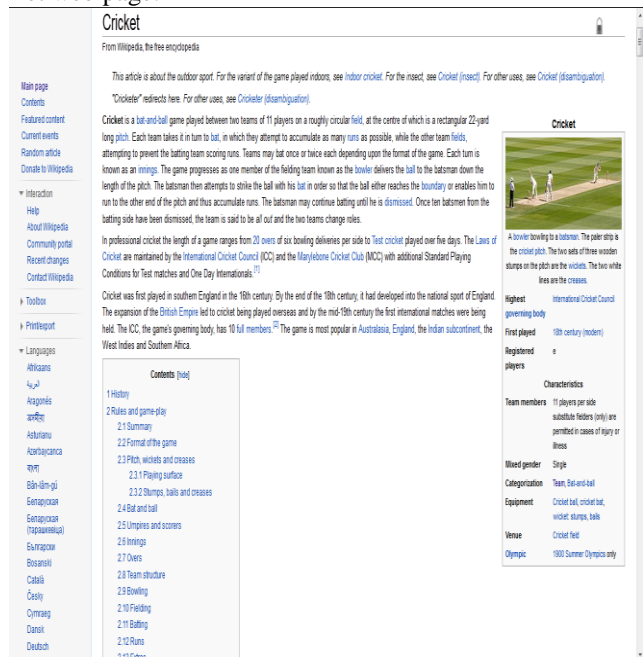 Cricket
From Wikipedia, the free encyclopedia
This article is about the outdoor sport. For the variant of the game played indoors, see Indoor cricket. For the insect, see Cricket (insect). For other uses, see Cricket (disambiguation).
"Cricketer" redirects here. For other uses, see Cricketer (disambiguation).
Main page
Contents
Featured content
Current events
Random article
Donate to Wikipedia
Interaction
Help
About Wikipedia
Community portal
Recent changes
Contact Wikipedia
Toolbox
Print/export
Languages
Afrikaans
العربية
Aragonés
অসমীয়া
Asturianu
Azərbaycanca
বাংলা
Bân-lâm-gú
Беларуская
Беларуская
(тарашкевіца)
Български
Bosanski
Català
Česky
Cymraeg
Dansk
Deutsch
Cricket is a bat-and-ball game played between two teams of 11 players on a roughly circular field, at the centre of which is a rectangular 22-yard
long pitch. Each team takes it in turn to bat, in which they attempt to accumulate as many runs as possible, while the other team fields,
attempting to prevent the batting team scoring runs. Teams may bat once or twice each depending upon the format of the game. Each turn is
known as an innings. The game progresses as one member of the fielding team known as the bowler delivers the ball to the batsman down the
length of the pitch. The batsman then attempts to strike the ball with his bat in order so that the ball either reaches the boundary or enables him to
run to the other end of the pitch and thus accumulate runs. The batsman may continue batting until he is dismissed. Once ten batsmen from the
batting side have been dismissed, the team is said to be all out and the two teams change roles.
In professional cricket the length of a game ranges from 20 overs of six bowling deliveries per side to Test cricket played over five days. The Laws of
Cricket are mantained by the International Cricket Council (ICC) and the Marylebone Cricket Club (MCC) with additional Standard Playing
Conditions for Test matches and One Day Internationals.[1]
Cricket was first played in southern England in the 16th century. By the end of the 18th century, it had developed into the national sport of England.
The expansion of the British Empire led to cricket being played overseas and by the mid-19th century the first international matches were being
held. The ICC, the game's governing body, has 10 full members.[2] The game is most popular in Australasia, England, the Indian subcontinent, the
West Indies and Southern Africa.
Contents [hide]
1 History
2 Rules and game-play
2.1 Summary
2.2 Format of the game
2.3 Pitch, wickets and creases
2.3.1 Playing surface
2.3.2 Stumps, bails and creases
2.4 Bat and ball
2.5 Umpires and scorers
2.6 Innings
2.7 Overs
2.8 Team structure
2.9 Bowling
2.10 Fielding
2.11 Batting
2.12 Runs
Cricket
A bowler bowling to a batsman. The paler strip is
the cricket pitch. The two sets of three wooden
stumps on the pitch are the wickets. The two white
lines are the creases.
Highest governing body International Cricket Council
First played 18th century (modern)
Registered players e
Characteristics
Team members 11 players per side
substitute fielders (only) are
permitted in cases of injury or
illness
Mixed gender Single
Categorization Team, Bat-and-ball
Equipment Cricket ball, cricket bat,
wicket: stumps, bails
Venue Cricket field
Olympic 1900 Summer Olympics only